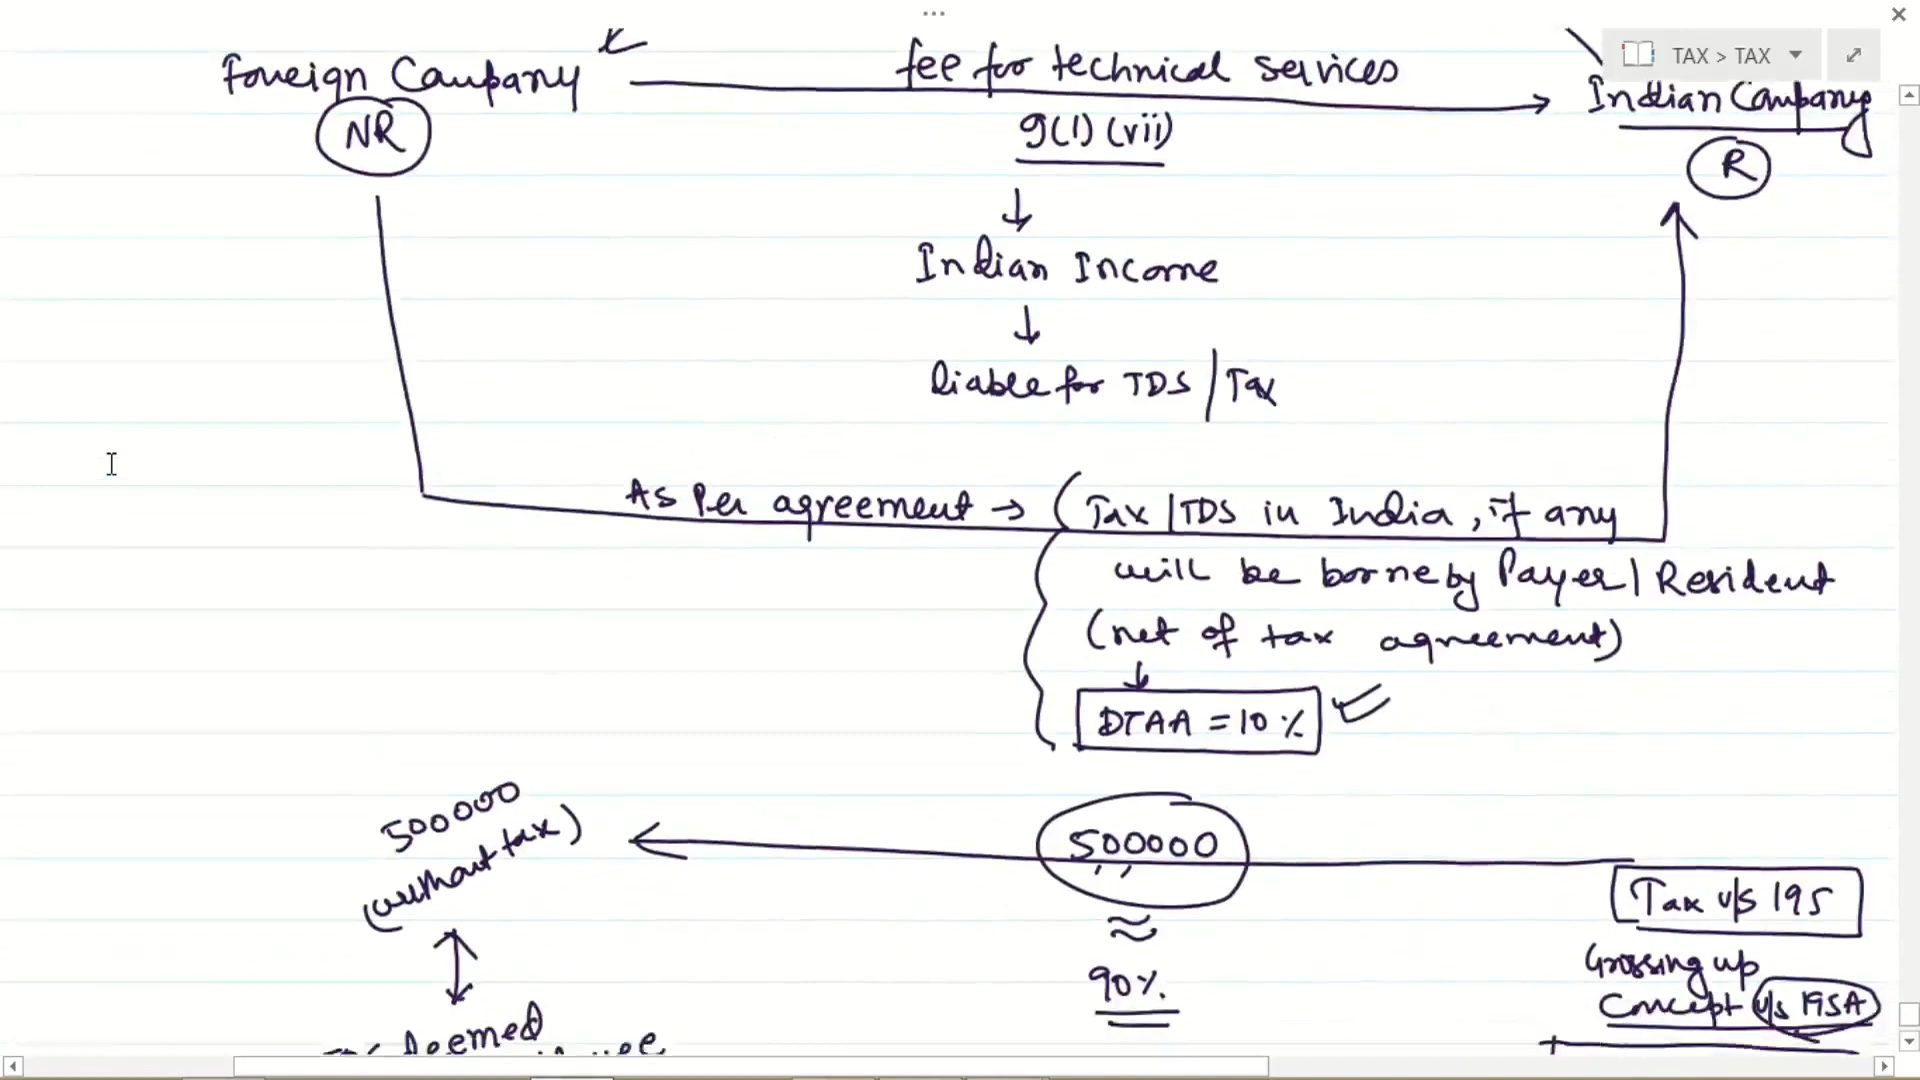 TAX > TAX
Foreign Company
fee for technical services
Indian Company
NR
9(1) (vii)
R
Indian Income
liable for TDS | Tax
As Per agreement → (Tax | TDS in India, if any
will be borne by Payer | Resident
(net of tax agreement)
DTAA = 10%
500000
(without tax)
500000
Tax u/s 195
90%.
Grossing up
Concept u/s 195A
deemed